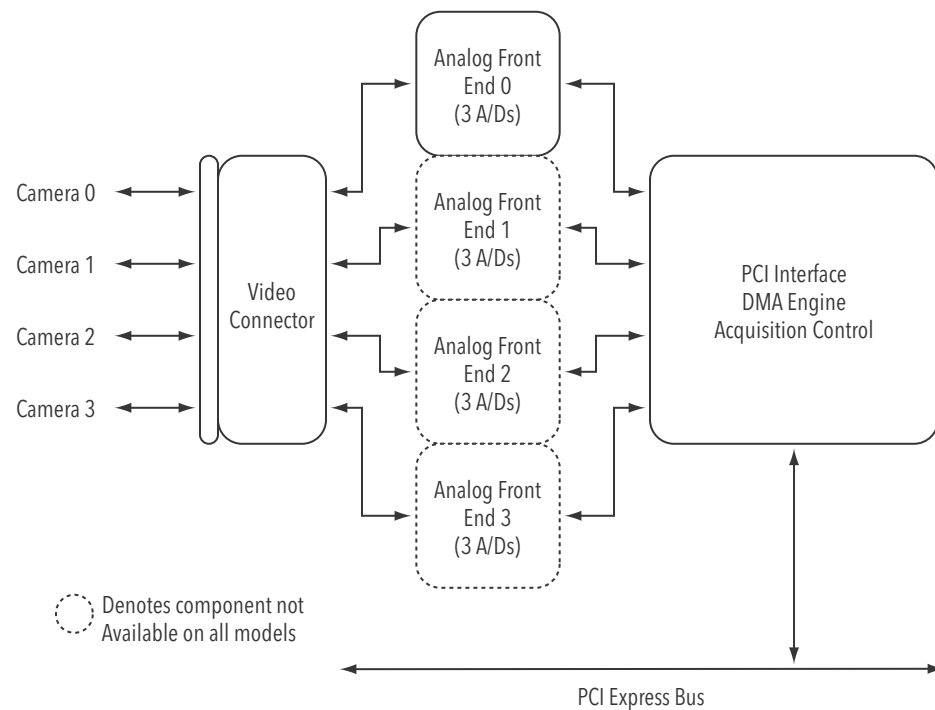 Camera 0
Camera 1
Camera 2
Camera 3
Video
Connector
Analog Front
End 0
(3 A/Ds)
Analog Front
End 1
(3 A/Ds)
Analog Front
End 2
(3 A/Ds)
Analog Front
End 3
(3 A/Ds)
PCI Interface
DMA Engine
Acquisition Control
Denotes component not
Available on all models
PCI Express Bus